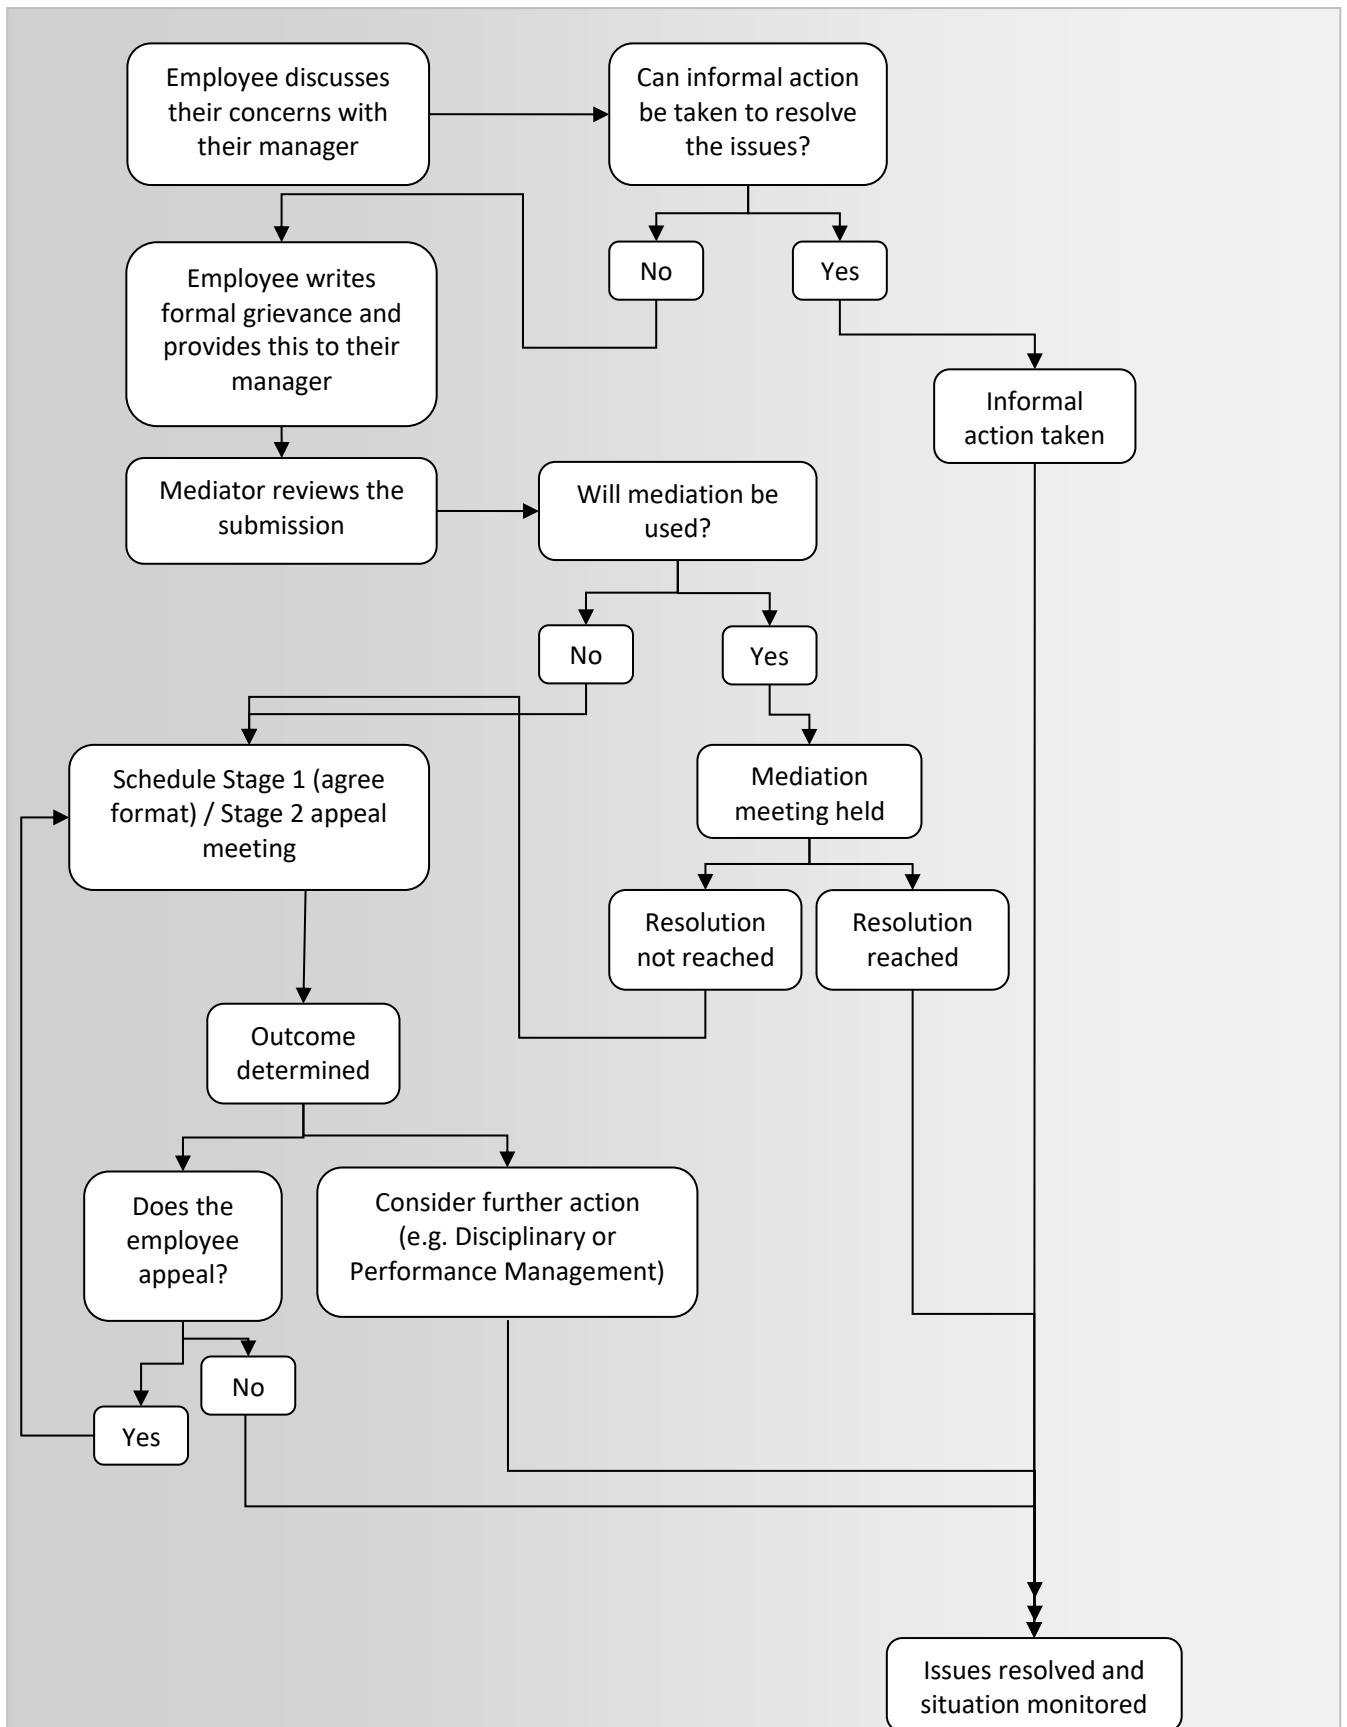 Employee discusses
their concerns with
their manager
Can informal action
be taken to resolve
the issues?
No
Yes
Employee writes
formal grievance and
provides this to their
manager
Informal
action taken
Mediator reviews the
submission
Will mediation be
used?
No
Yes
Schedule Stage 1 (agree
format) / Stage 2 appeal
meeting
Mediation
meeting held
Resolution
not reached
Resolution
reached
Outcome
determined
Does the
employee
appeal?
Consider further action
(e.g. Disciplinary or
Performance Management)
No
Yes
Issues resolved and
situation monitored